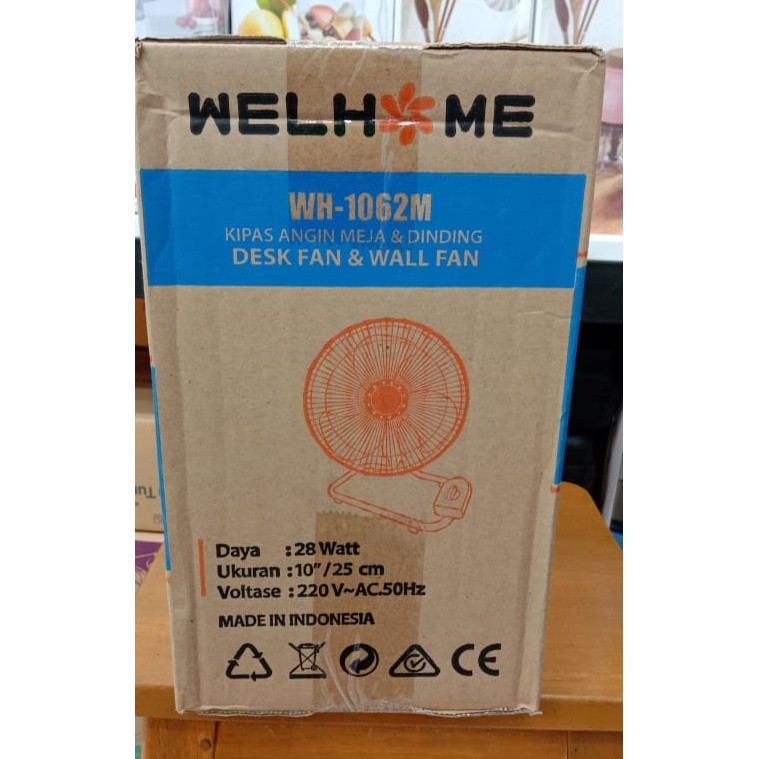 WELHOME
WH-1062M
KIPAS ANGIN MEJA & DINDING
DESK FAN & WALL FAN
Daya : 28 Watt
Ukuran : 10"/25 cm
Voltase : 220 V~AC.50Hz
MADE IN INDONESIA
CE
Tu